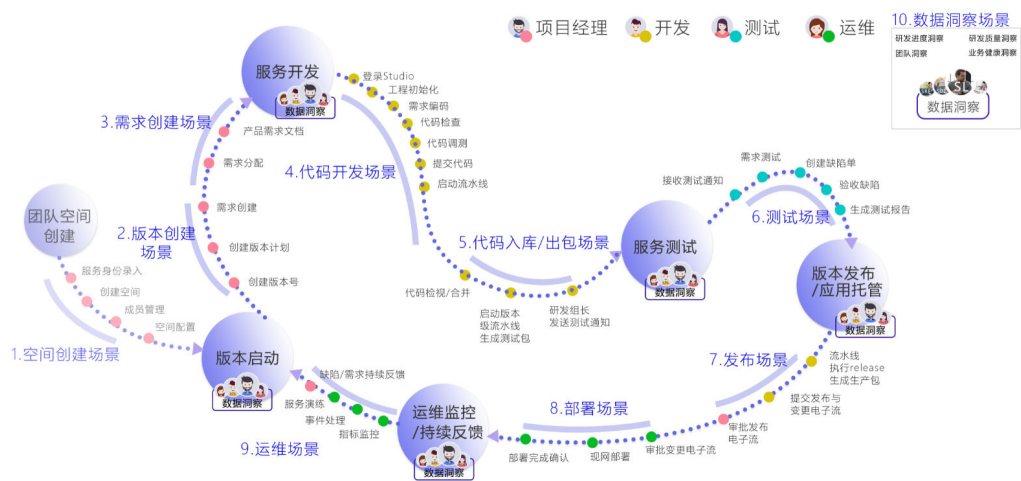 项目经理
开发
测试
运维
10.数据洞察场景
研发进度洞察
研发质量洞察
团队洞察
业务健康洞察
SL
数据洞察
服务开发
数据洞察
登录Studio
工程初始化
需求编码
代码检查
代码调测
提交代码
启动流水线
3.需求创建场景
产品需求文档
需求分配
需求创建
创建版本计划
创建版本号
4.代码开发场景
2.版本创建
场景
团队空间
创建
服务身份录入
创建空间
成员管理
空间配置
1.空间创建场景
版本启动
数据洞察
5.代码入库/出包场景
代码检视/合并
启动版本
级流水线
生成测试包
研发组长
发送测试通知
服务测试
数据洞察
接收测试通知
需求测试
创建缺陷单
验收缺陷
生成测试报告
6.测试场景
版本发布
/应用托管
数据洞察
7.发布场景
流水线
执行release
生成生产包
提交发布与
变更电子流
审批发布
电子流
8.部署场景
审批变更电子流
现网部署
部署完成确认
运维监控
/持续反馈
数据洞察
缺陷/需求持续反馈
服务演练
事件处理
指标监控
9.运维场景